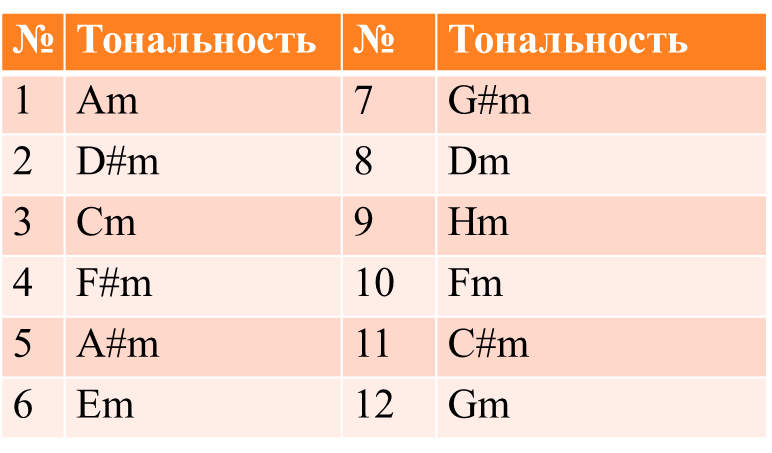 № Тональность № Тональность
1 Am 7 G#m
2 D#m 8 Dm
3 Cm 9 Hm
4 F#m 10 Fm
5 A#m 11 C#m
6 Em 12 Gm